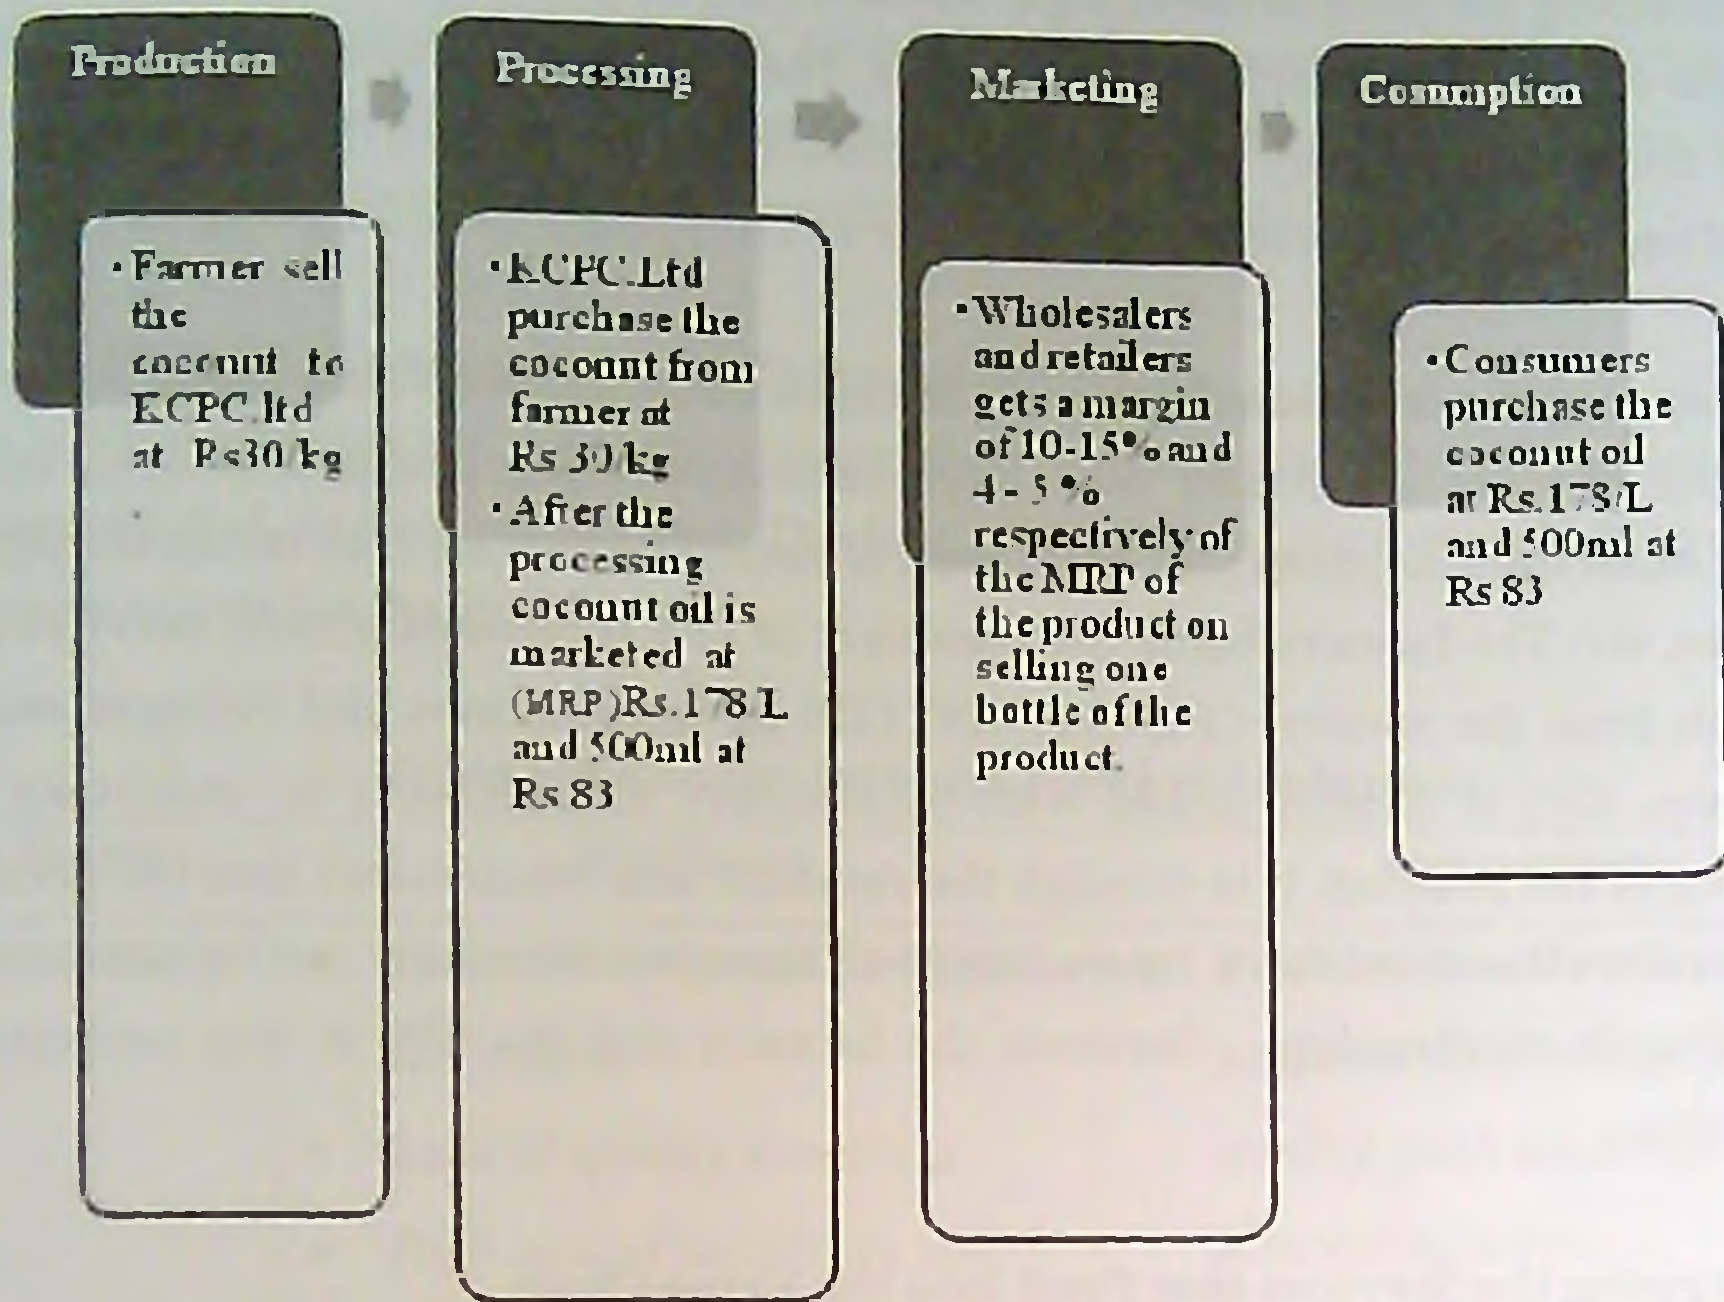 Production
• Farmer sell
the
coconut to
KCPC.ltd
at Rs30/kg
.
Processing
• KCPC.Ltd
purchase the
coconut from
farmer at
Rs 30/kg
• After the
processing
cocount oil is
marketed at
(MRP)Rs.178/L
and 500ml at
Rs 83
Marketing
• Wholesalers
and retailers
gets a margin
of 10-15% and
4 - 5 %
respectively of
the MRP of
the product on
selling one
bottle of the
product.
Cosumption
• Consumers
purchase the
coconut oil
at Rs.178/L
and 500ml at
Rs 83